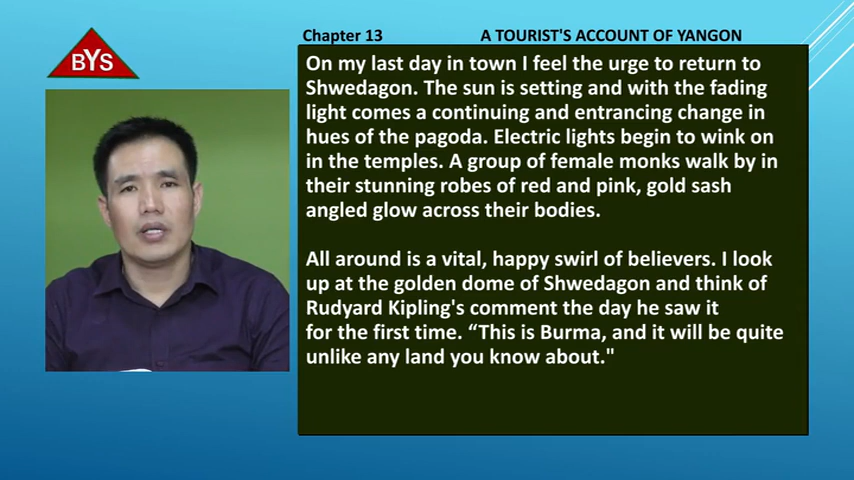 Chapter 13 A TOURIST'S ACCOUNT OF YANGON
BYS
On my last day in town I feel the urge to return to
Shwedagon. The sun is setting and with the fading
light comes a continuing and entrancing change in
hues of the pagoda. Electric lights begin to wink on
in the temples. A group of female monks walk by in
their stunning robes of red and pink, gold sash
angled glow across their bodies.
All around is a vital, happy swirl of believers. I look
up at the golden dome of Shwedagon and think of
Rudyard Kipling's comment the day he saw it
for the first time. “This is Burma, and it will be quite
unlike any land you know about."